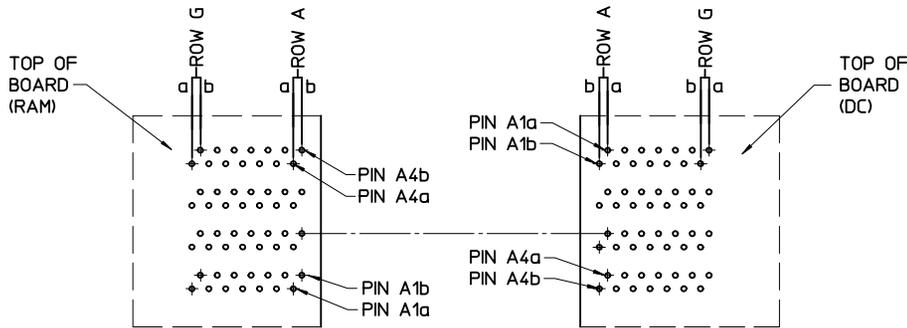 ROW G
ROW A
ROW A
ROW G
TOP OF
BOARD
(RAM)
a b
a b
b a
b a
TOP OF
BOARD
(DC)
PIN A1a
PIN A1b
PIN A4b
PIN A4a
PIN A4a
PIN A4b
PIN A1b
PIN A1a